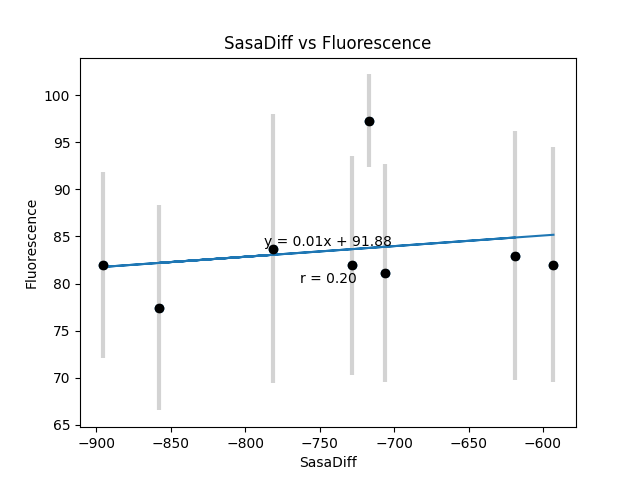 SasaDiff vs Fluorescence
Fluorescence
100
95
90
85
80
75
70
65
y = 0.01x + 91.88
r = 0.20
−900 −850 −800 −750 −700 −650 −600
SasaDiff